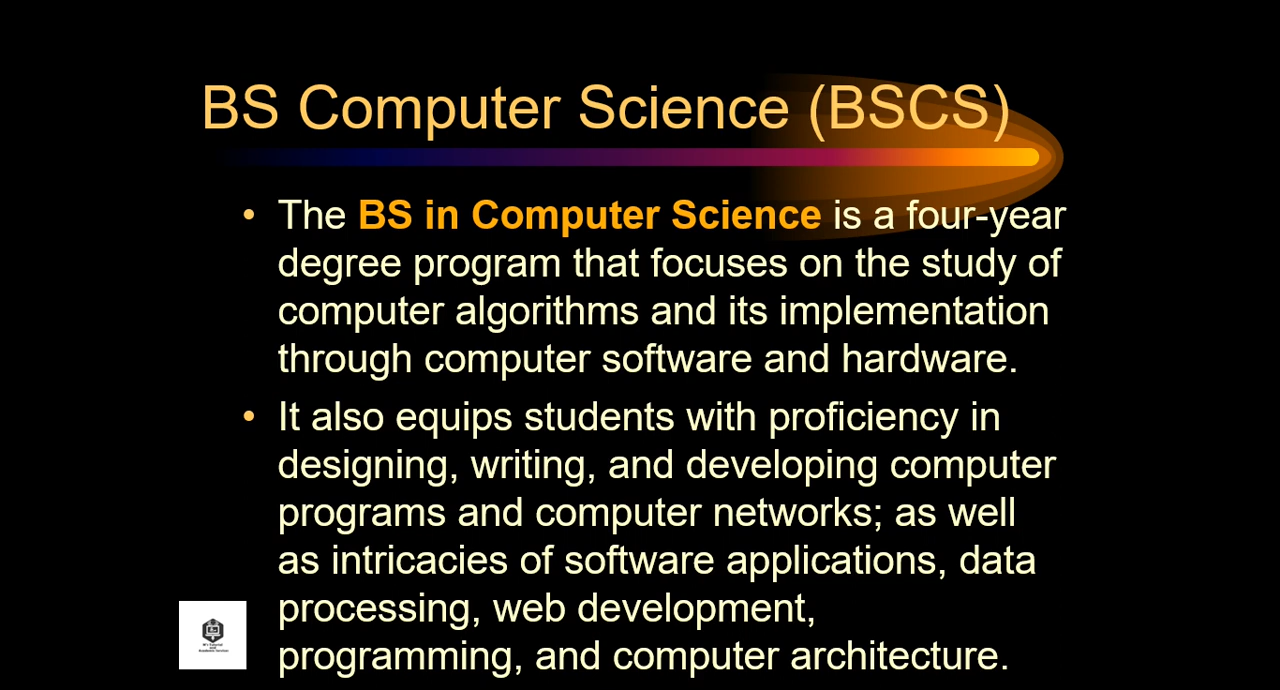 BS Computer Science (BSCS)
• The BS in Computer Science is a four-year
degree program that focuses on the study of
computer algorithms and its implementation
through computer software and hardware.
• It also equips students with proficiency in
designing, writing, and developing computer
programs and computer networks; as well
as intricacies of software applications, data
processing, web development,
programming, and computer architecture.